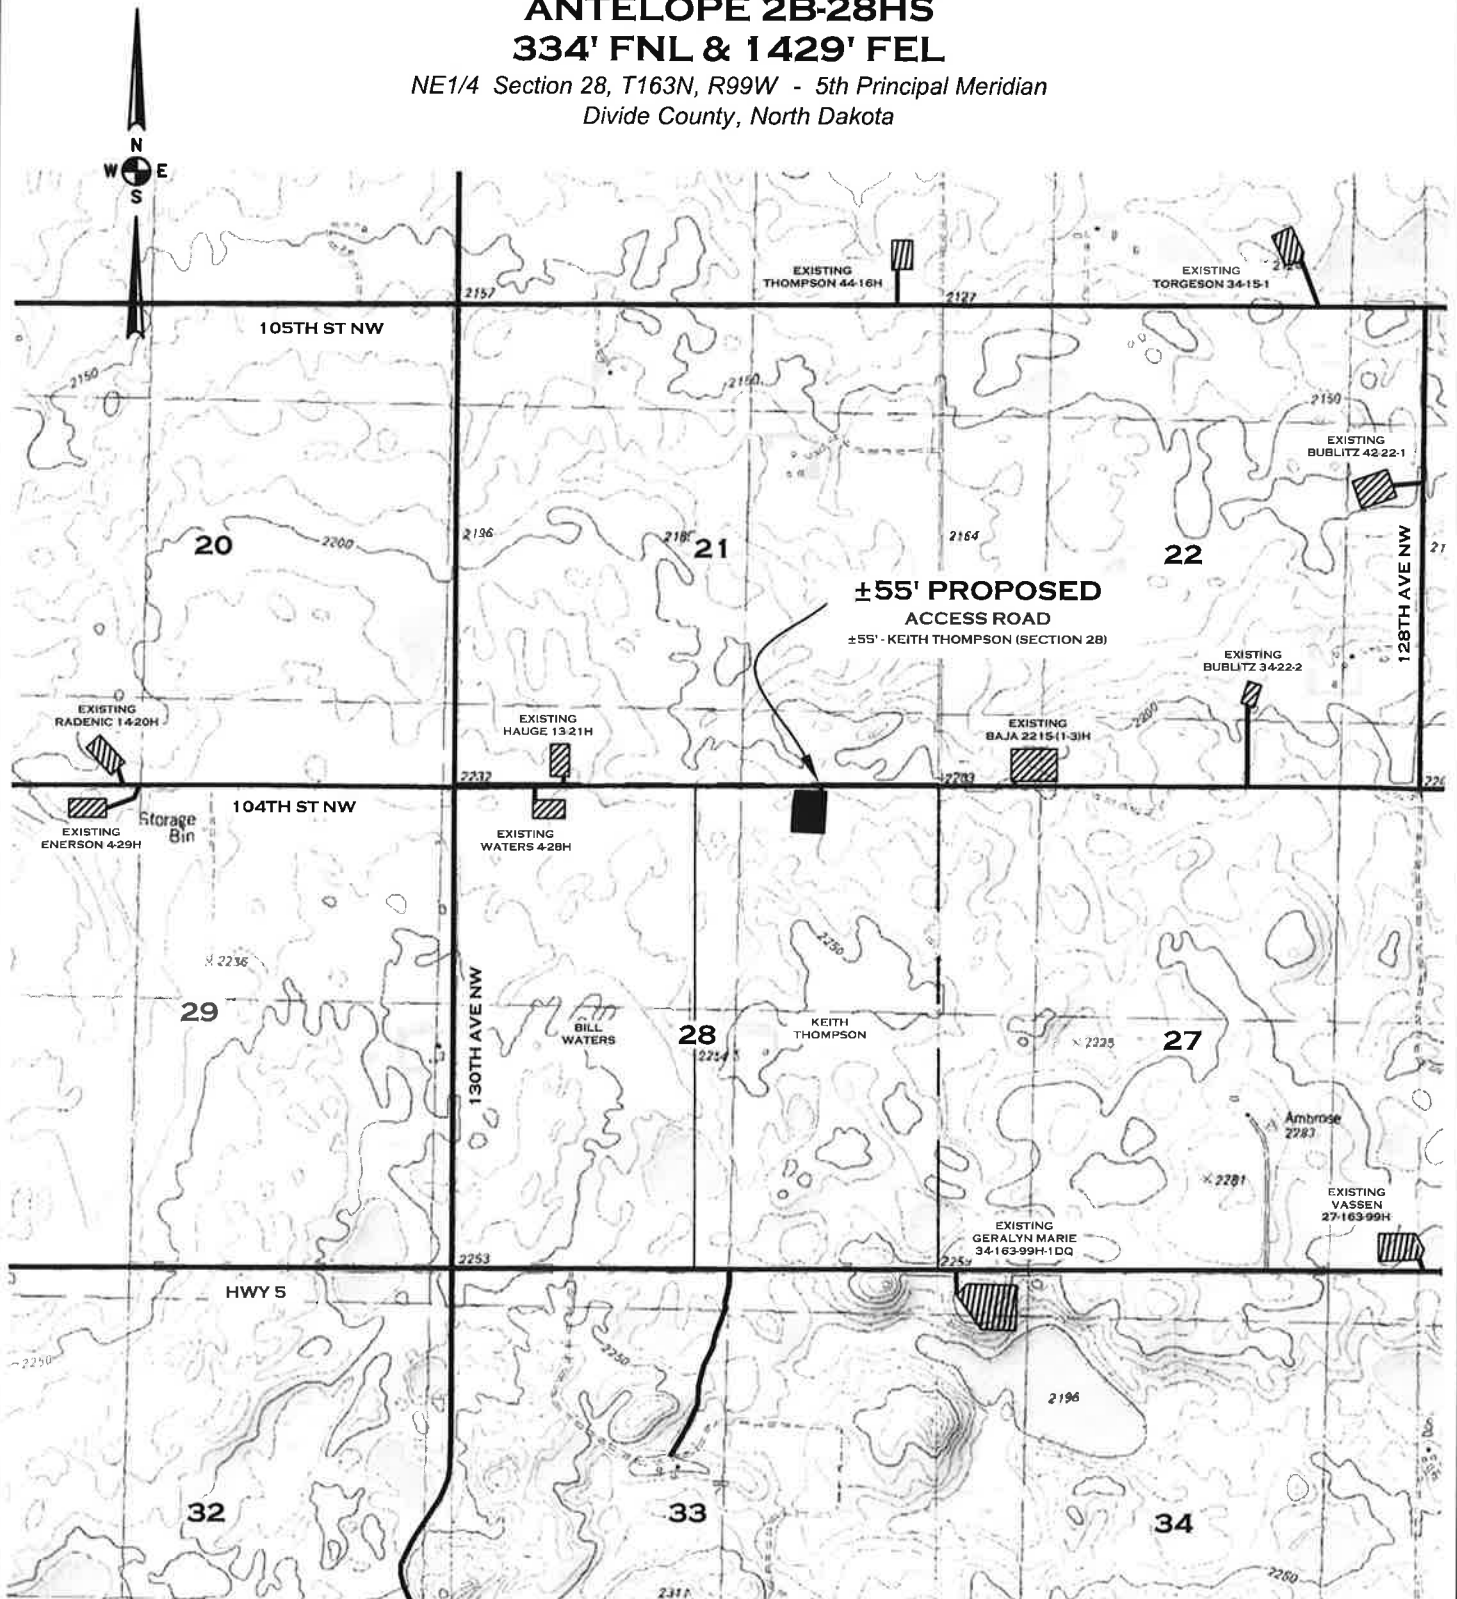 ANTELOPE 2B-28HS
334' FNL & 1429' FEL
NE1/4 Section 28, T163N, R99W - 5th Principal Meridian
Divide County, North Dakota
N
W E
S
EXISTING
THOMPSON 44-16H
EXISTING
TORGESON 34-15-1
2157
2127
105TH ST NW
2150
2150
2150
EXISTING
BUBLITZ 42-22-1
20
2200
2196
21
2164
22
128TH AVE NW
±55' PROPOSED
ACCESS ROAD
±55' - KEITH THOMPSON (SECTION 28)
EXISTING
BUBLITZ 34-22-2
EXISTING
RADENIC 14-20H
EXISTING
HAUGE 13-21H
EXISTING
BAJA 2215-(1-3)H
2200
2232
2203
104TH ST NW
Storage
Bin
EXISTING
ENERSON 4-29H
EXISTING
WATERS 4-28H
2250
2236
29
130TH AVE NW
BILL
WATERS
28
KEITH
THOMPSON
2225
27
Ambrose
2283
2281
EXISTING
VASSEN
27-163-99H
EXISTING
GERALYN MARIE
34-163-99H-1DQ
2253
HWY 5
2250
2250
2196
32
33
34
2311
2250